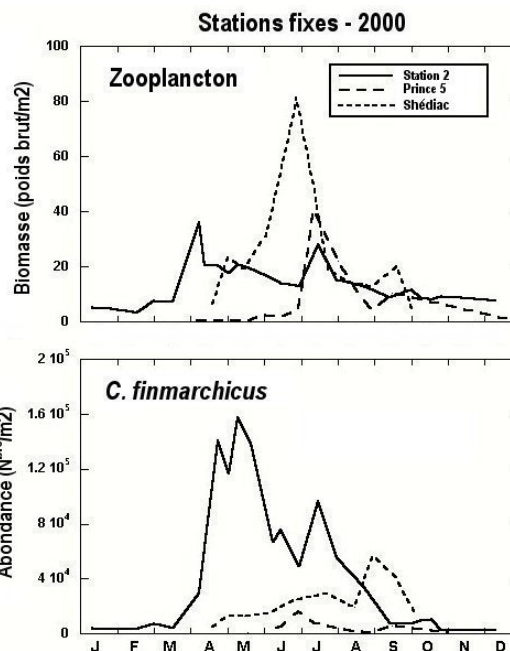 Stations fixes - 2000
100
80
60
40
20
0
Biomasse (poids brut/m2)
Zooplancton
Station 2
Prince 5
Shédiac
2 10⁵
1.6 10⁵
1.2 10⁵
8 10⁴
4 10⁴
0
Abondance
C. finmarchicus
J F M A M J J A S O N D